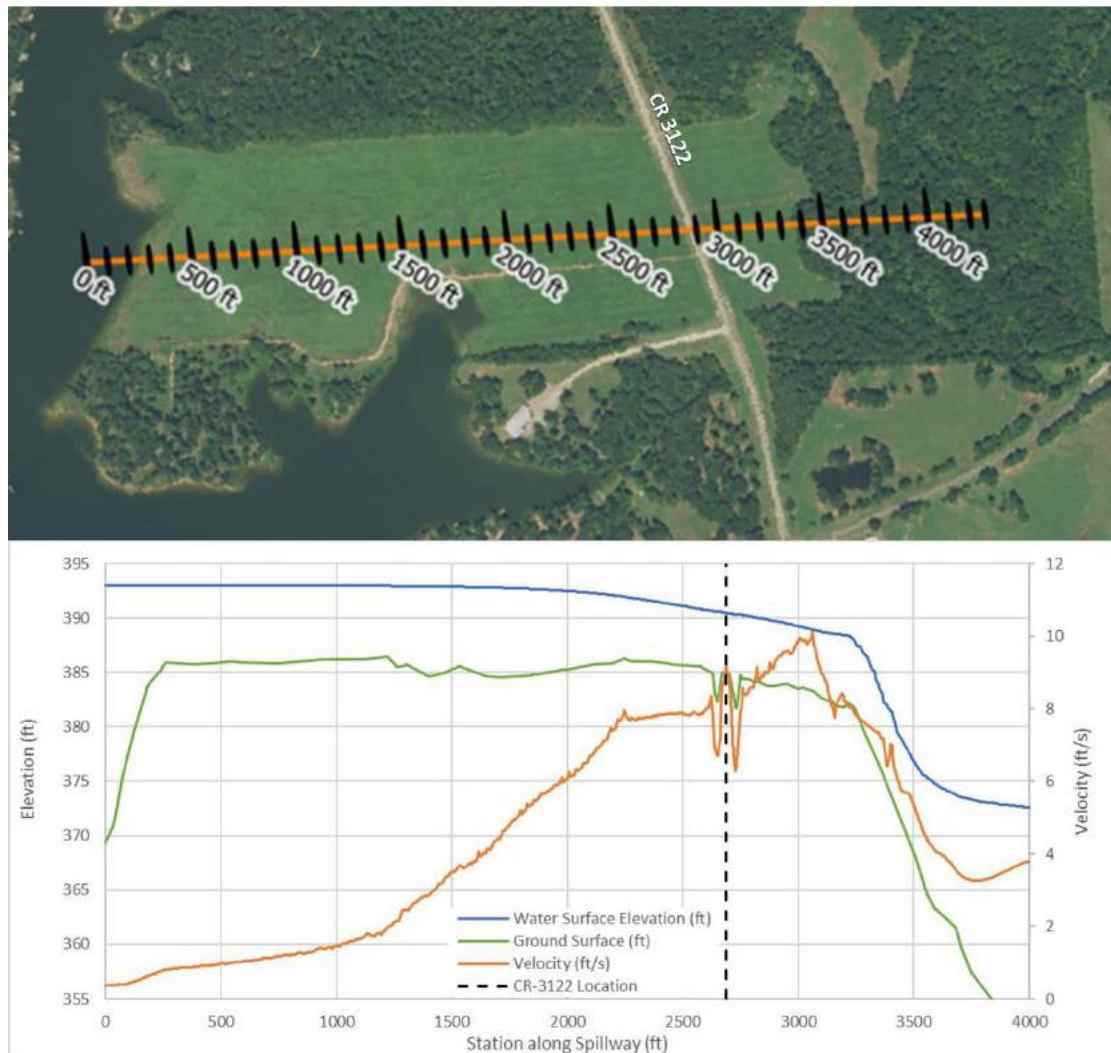 CR 3122
0 ft
500 ft
1000 ft
1500 ft
2000 ft
2500 ft
3000 ft
3500 ft
4000 ft
395
390
385
380
375
370
365
360
355
Elevation (ft)
12
10
8
6
4
2
0
Velocity (ft/s)
Water Surface Elevation (ft)
Ground Surface (ft)
Velocity (ft/s)
CR-3122 Location
0
500
1000
1500
2000
2500
3000
3500
4000
Station along Spillway (ft)